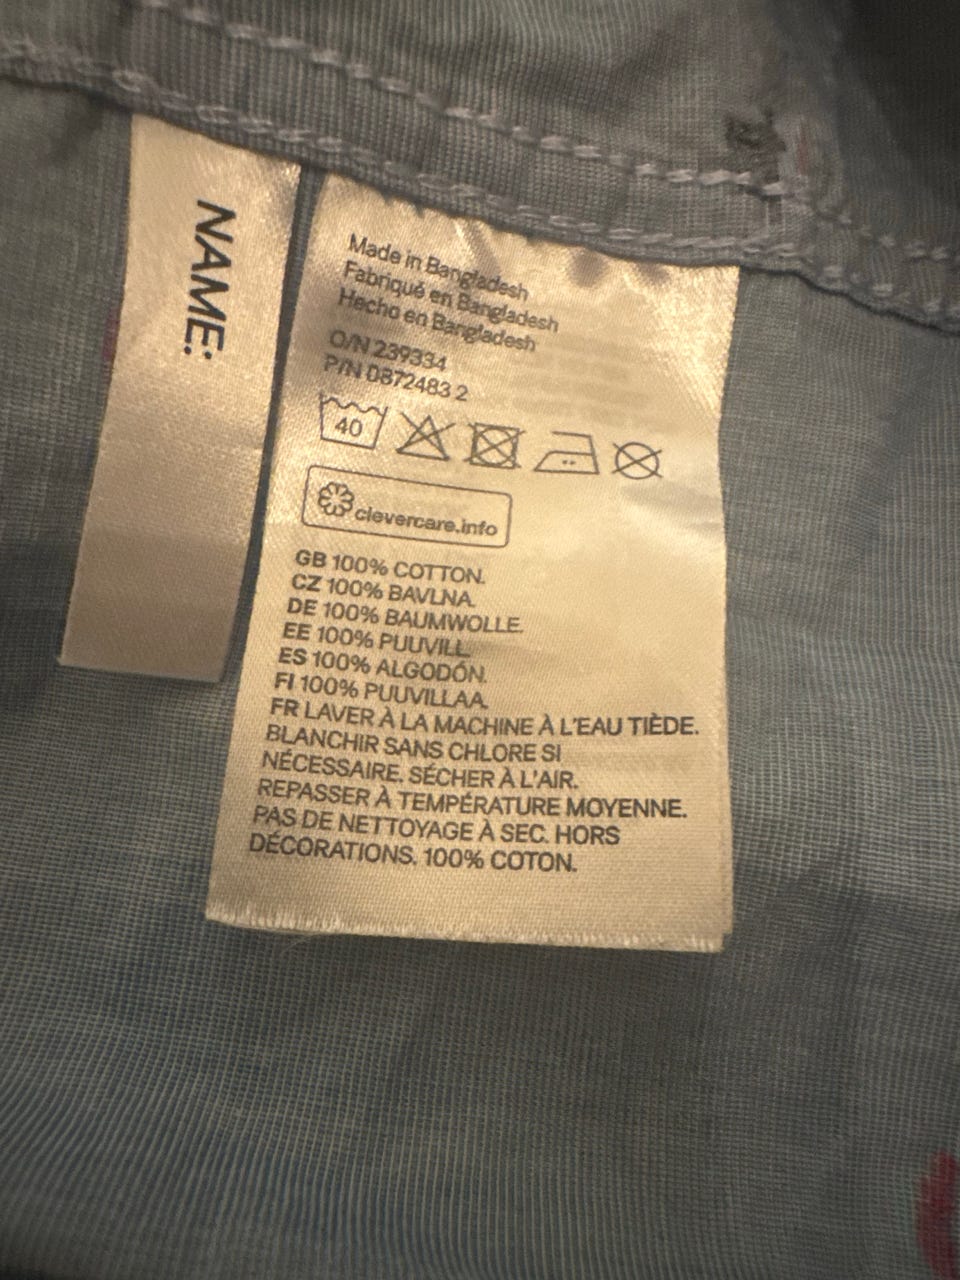 NAME:
Made in Bangladesh
Fabriqué en Bangladesh
Hecho en Bangladesh
O/N 239334
P/N 0872483 2
40
clevercare.info
GB 100% COTTON.
CZ 100% BAVLNA.
DE 100% BAUMWOLLE.
EE 100% PUUVILL.
ES 100% ALGODÓN.
FI 100% PUUVILLAA.
FR LAVER À LA MACHINE À L'EAU TIÈDE.
BLANCHIR SANS CHLORE SI
NÉCESSAIRE. SÉCHER À L'AIR.
REPASSER À TEMPÉRATURE MOYENNE.
PAS DE NETTOYAGE À SEC. HORS
DÉCORATIONS. 100% COTON.